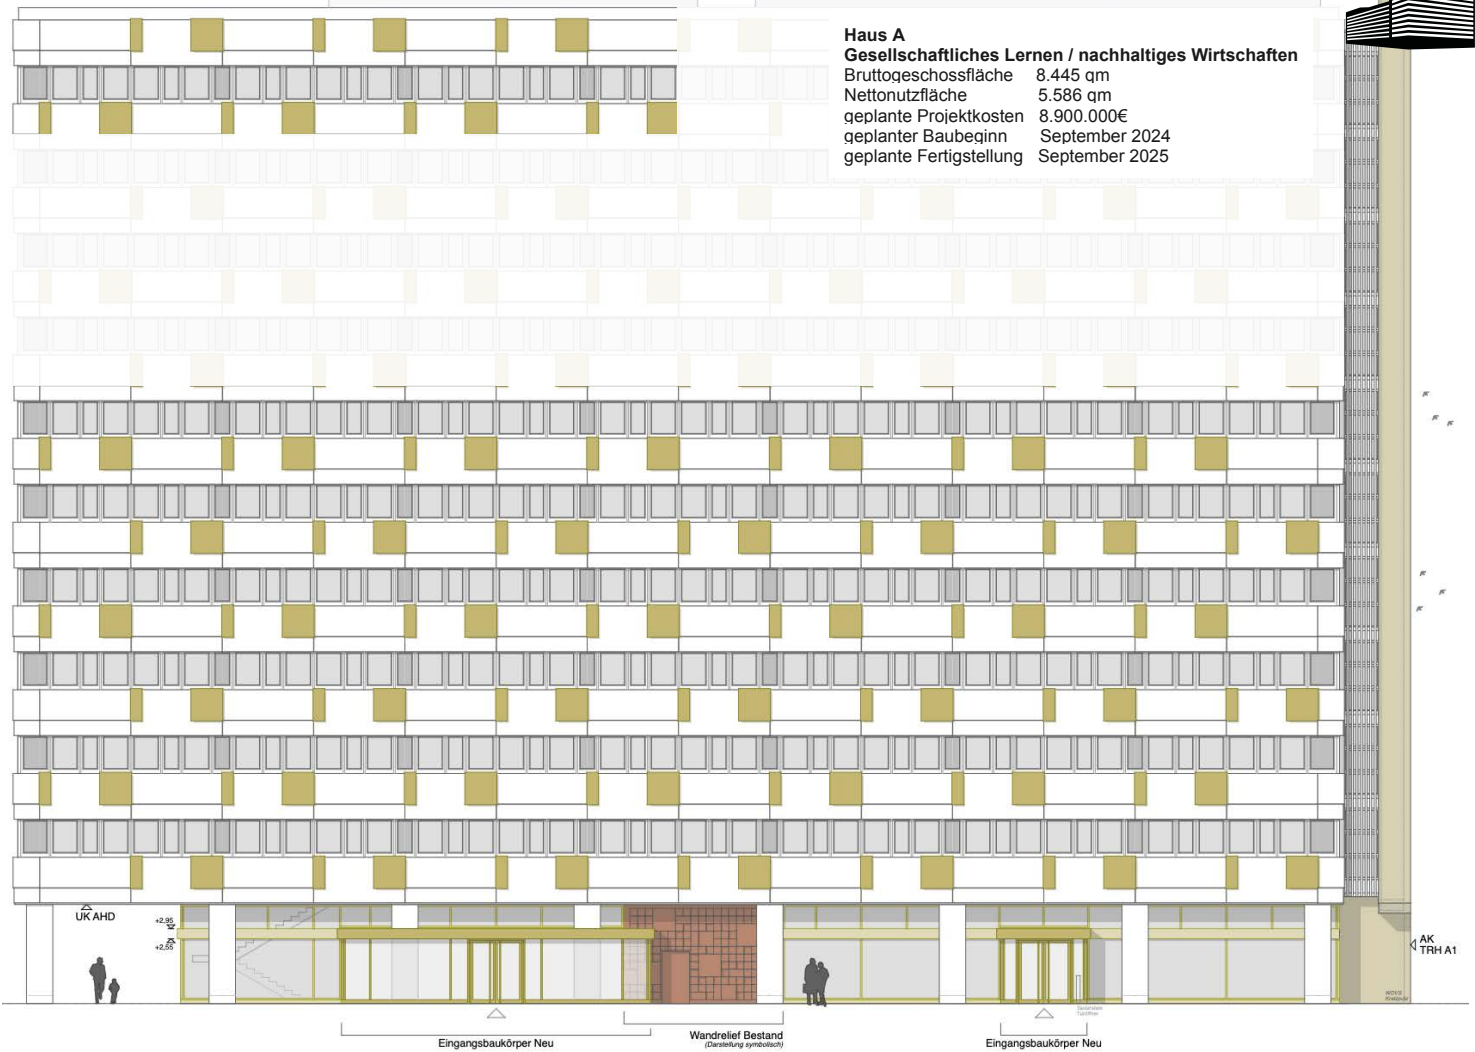 Haus A
Gesellschaftliches Lernen / nachhaltiges Wirtschaften
Bruttogeschossfläche 8.445 qm
Nettonutzfläche 5.586 qm
geplante Projektkosten 8.900.000€
geplanter Baubeginn September 2024
geplante Fertigstellung September 2025
UK AHD
+2,95
+2,55
AK
TRH A1
Eingangsbaukörper Neu
Wandrelief Bestand
(Darstellung symbolisch)
Eingangsbaukörper Neu